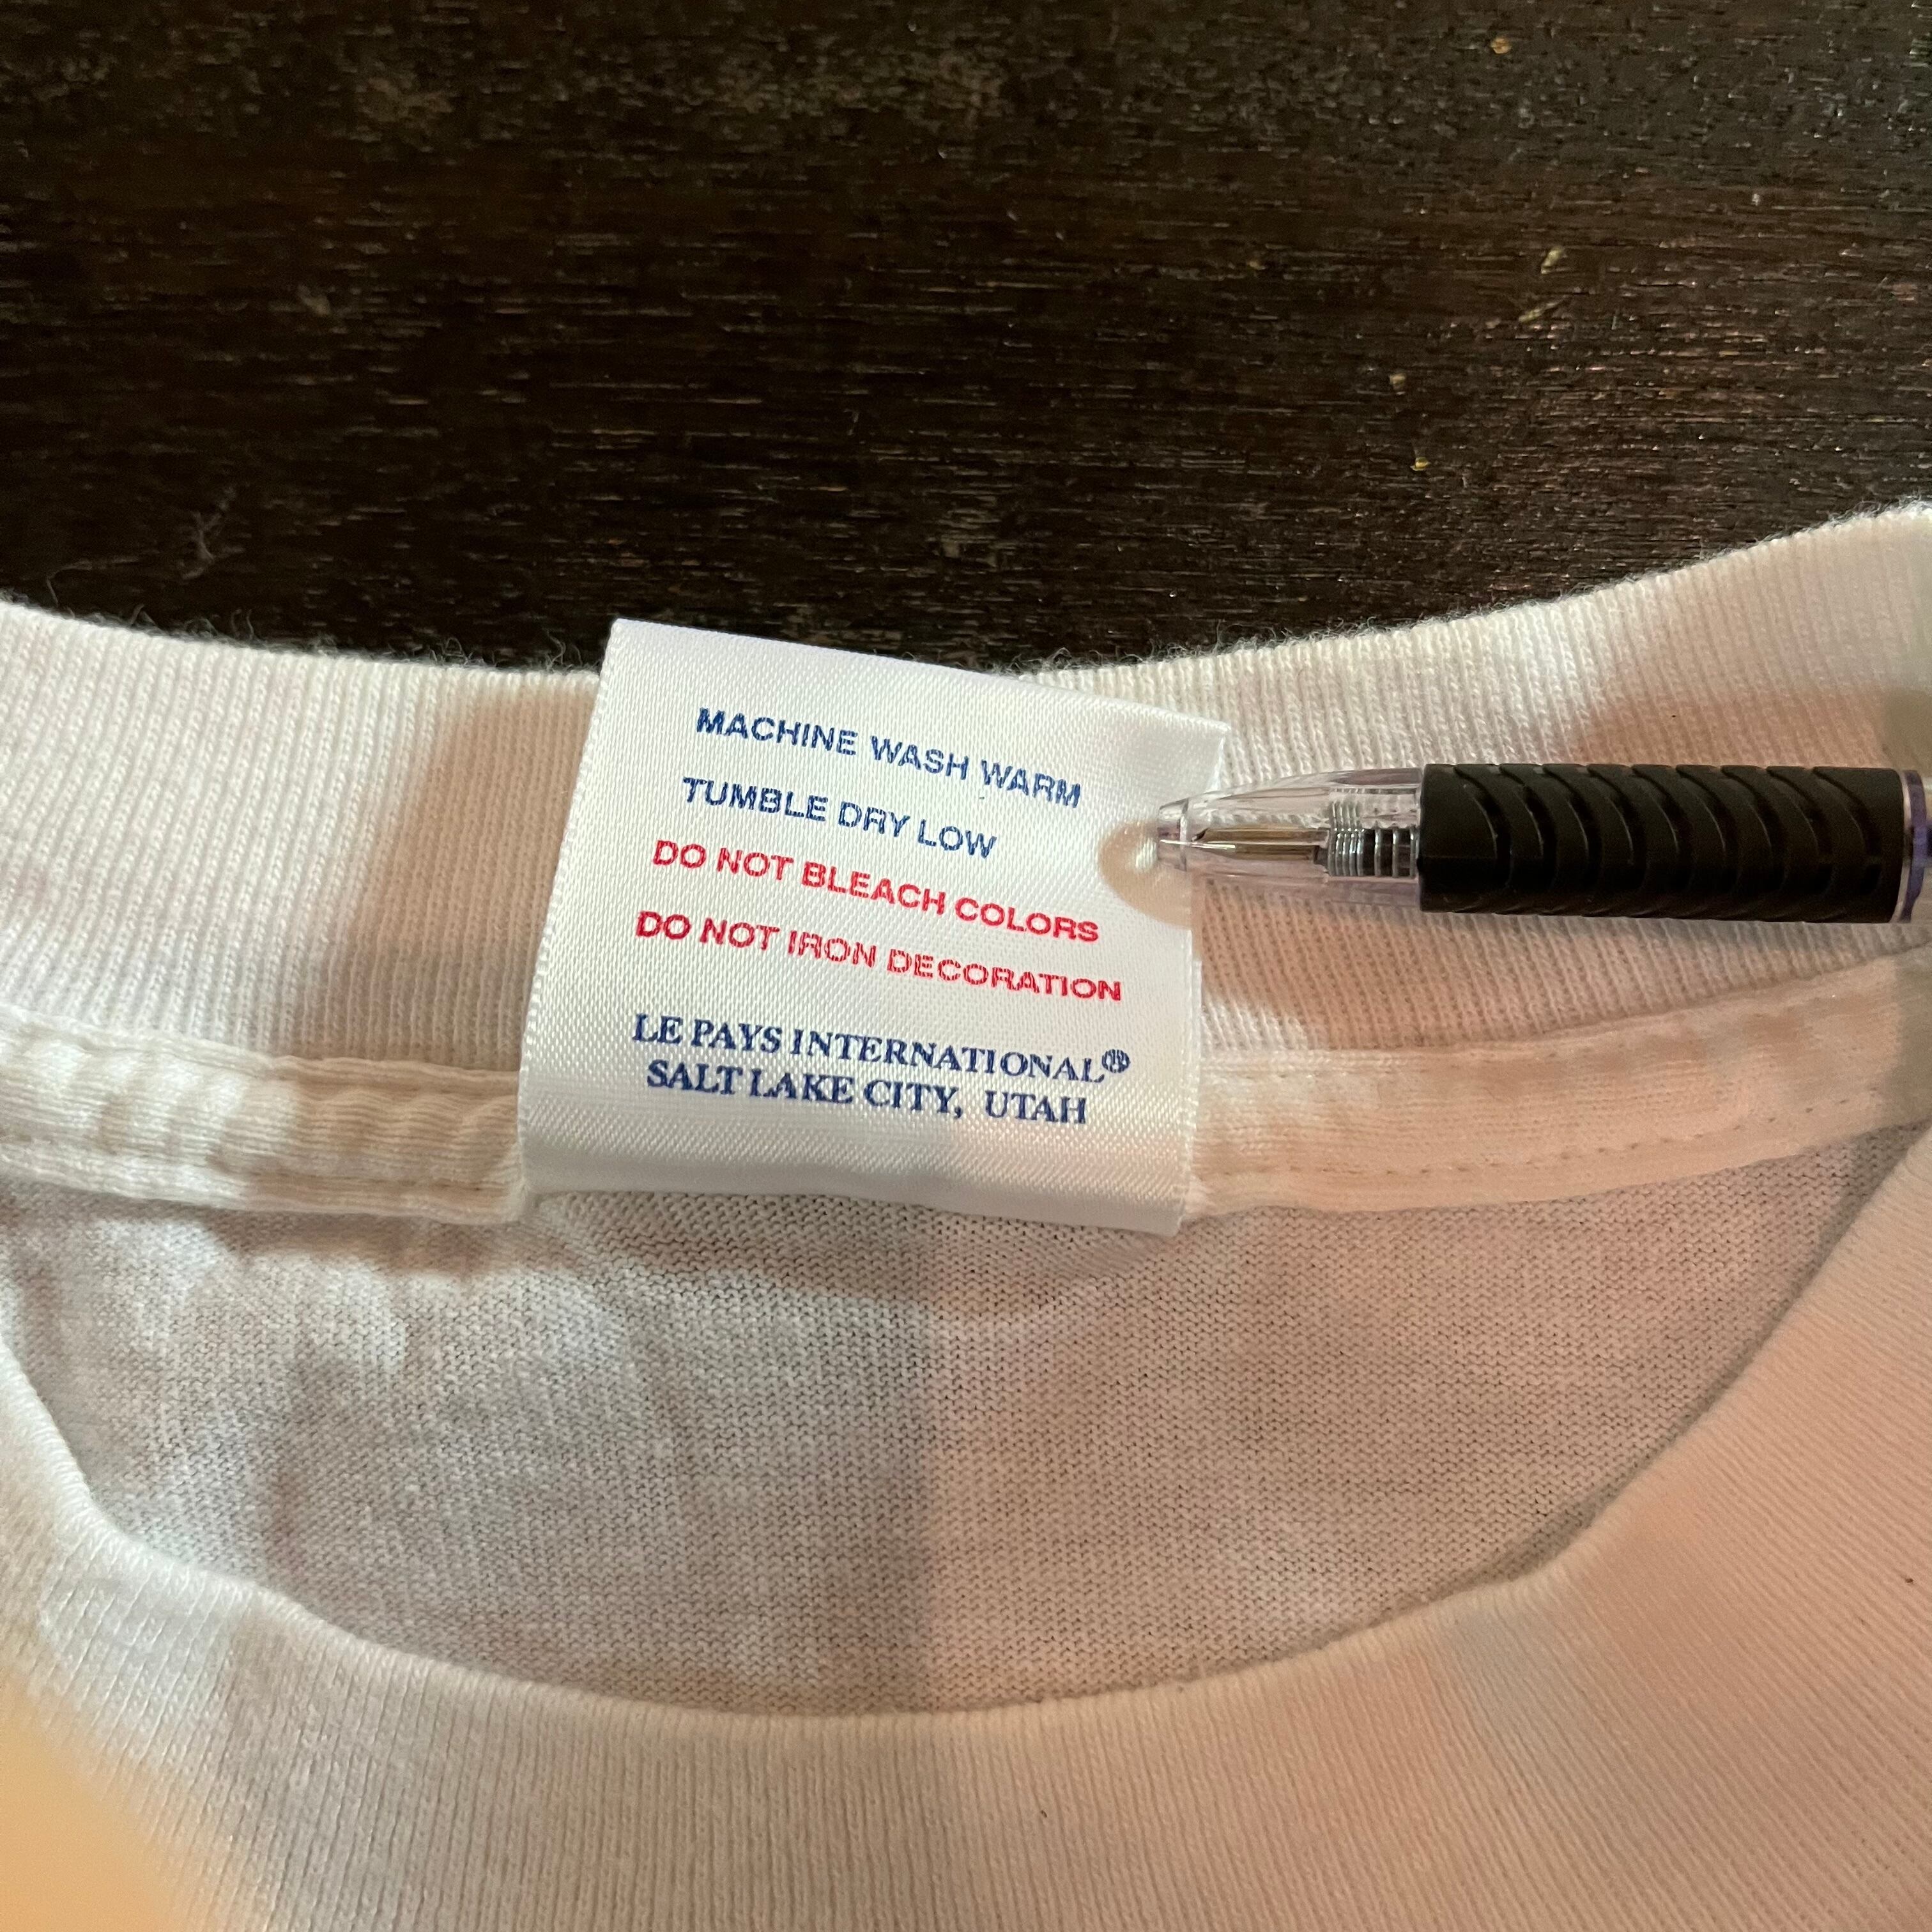 MACHINE WASH WARM
TUMBLE DRY LOW
DO NOT BLEACH COLORS
DO NOT IRON DECORATION
LE PAYS INTERNATIONAL®
SALT LAKE CITY, UTAH